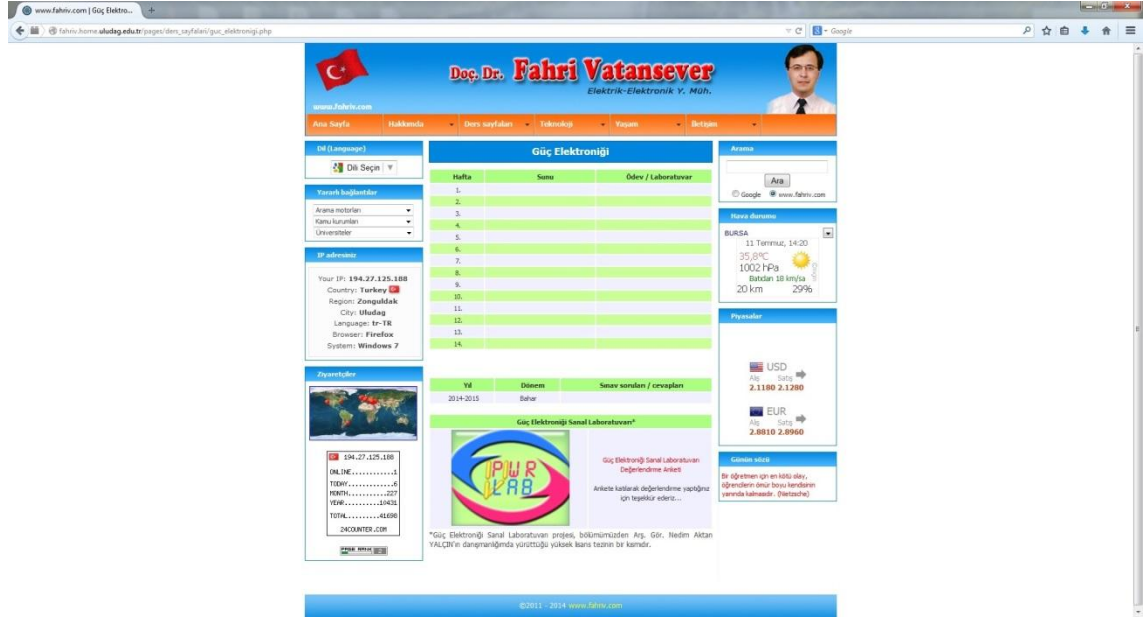 www.fahriv.com | Güç Elektro...
fahriv.home.uludag.edu.tr/pages/ders_sayfalari/guc_elektronigi.php
Google
Doç. Dr. Fahri Vatansever
Elektrik-Elektronik Y. Müh.
www.fahriv.com
Ana Sayfa Hakkımda Ders sayfaları Teknoloji Yaşam İletişim
Dil (Language)
Dili Seçin
Yararlı bağlantılar
Arama motorları
Kamu kurumları
Üniversiteler
IP adresiniz
Your IP: 194.27.125.188
Country: Turkey
Region: Zonguldak
City: Uludag
Language: tr-TR
Browser: Firefox
System: Windows 7
Ziyaretçiler
194.27.125.188
ONLINE............1
TODAY.............6
MONTH...........227
YEAR..........10431
TOTAL.........41698
24COUNTER.COM
Güç Elektroniği
Hafta Sunu Ödev / Laboratuvar
1.
2.
3.
4.
5.
6.
7.
8.
9.
10.
11.
12.
13.
14.
Yıl Dönem Sınav soruları / cevapları
2014-2015 Bahar
Güç Elektroniği Sanal Laboratuvarı*
PWR
LAB
Güç Elektroniği Sanal Laboratuvarı
Değerlendirme Anketi
Ankete katılarak değerlendirme yaptığınız
için teşekkür ederiz...
*Güç Elektroniği Sanal Laboratuvarı projesi, bölümümüzden Arş. Gör. Nedim Aktan
YALÇIN'ın danışmanlığımda yürüttüğü yüksek lisans tezinin bir kısmıdır.
Arama
Ara
Google www.fahriv.com
Hava durumu
BURSA
11 Temmuz, 14:20
35,8°C
1002 hPa
Batıdan 18 km/sa
20 km 29%
Piyasalar
USD
Alış Satış
2.1180 2.1280
EUR
Alış Satış
2.8810 2.8960
Günün sözü
Bir öğretmen için en kötü olay,
öğrencilerin ömür boyu kendisinin
yanında kalmasıdır. (Nietzsche)
©2011 - 2014 www.fahriv.com